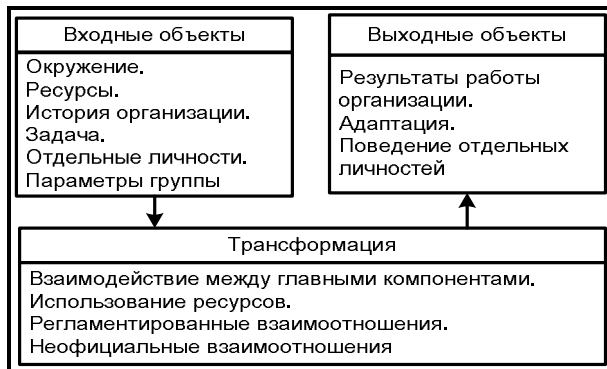 Входные объекты
Окружение.
Ресурсы.
История организации.
Задача.
Отдельные личности.
Параметры группы
Выходные объекты
Результаты работы
организации.
Адаптация.
Поведение отдельных
личностей
Трансформация
Взаимодействие между главными компонентами.
Использование ресурсов.
Регламентированные взаимоотношения.
Неофициальные взаимоотношения